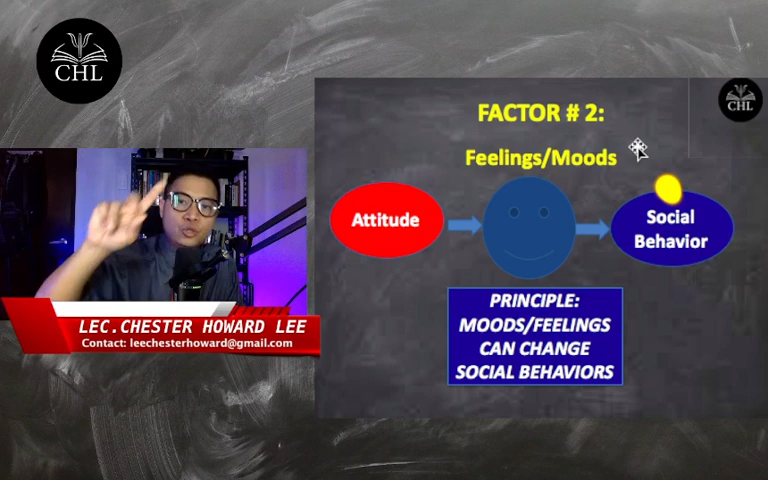 CHL
FACTOR # 2:
CHL
Feelings/Moods
Attitude
Social
Behavior
PRINCIPLE:
MOODS/FEELINGS
CAN CHANGE
SOCIAL BEHAVIORS
LEC.CHESTER HOWARD LEE
Contact: leechesterhoward@gmail.com